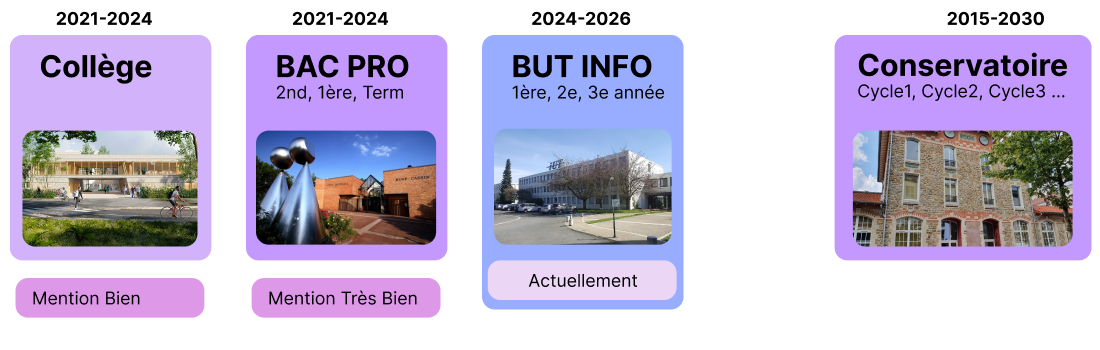 2021-2024
Collège
Mention Bien
2021-2024
BAC PRO
2nd, 1ère, Term
Mention Très Bien
2024-2026
BUT INFO
1ère, 2e, 3e année
Actuellement
2015-2030
Conservatoire
Cycle1, Cycle2, Cycle3 ...